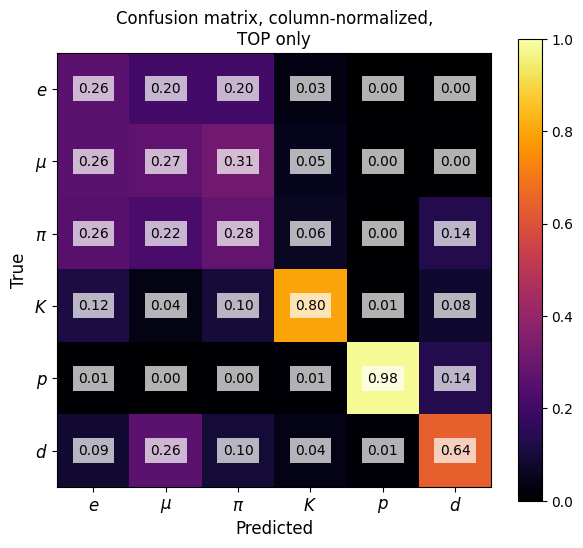 Confusion matrix, column-normalized,
TOP only
True
e 0.26 0.20 0.20 0.03 0.00 0.00
μ 0.26 0.27 0.31 0.05 0.00 0.00
π 0.26 0.22 0.28 0.06 0.00 0.14
K 0.12 0.04 0.10 0.80 0.01 0.08
p 0.01 0.00 0.00 0.01 0.98 0.14
d 0.09 0.26 0.10 0.04 0.01 0.64
e μ π K p d
Predicted
1.0
0.8
0.6
0.4
0.2
0.0